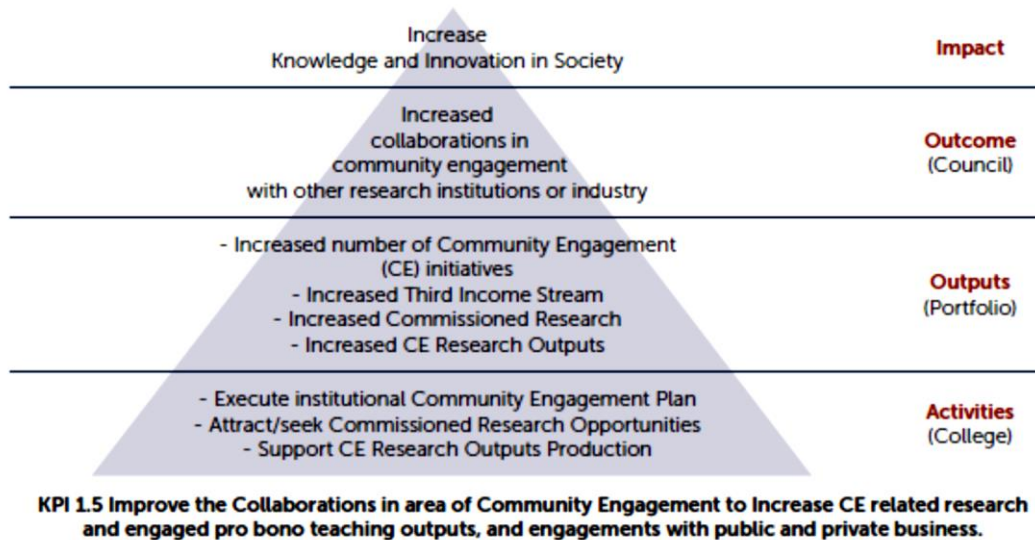 Increase
Knowledge and Innovation in Society
Impact
Increased
collaborations in
community engagement
with other research institutions or industry
Outcome
(Council)
- Increased number of Community Engagement
(CE) initiatives
- Increased Third Income Stream
- Increased Commissioned Research
- Increased CE Research Outputs
Outputs
(Portfolio)
- Execute institutional Community Engagement Plan
- Attract/seek Commissioned Research Opportunities
- Support CE Research Outputs Production
Activities
(College)
KPI 1.5 Improve the Collaborations in area of Community Engagement to Increase CE related research
and engaged pro bono teaching outputs, and engagements with public and private business.